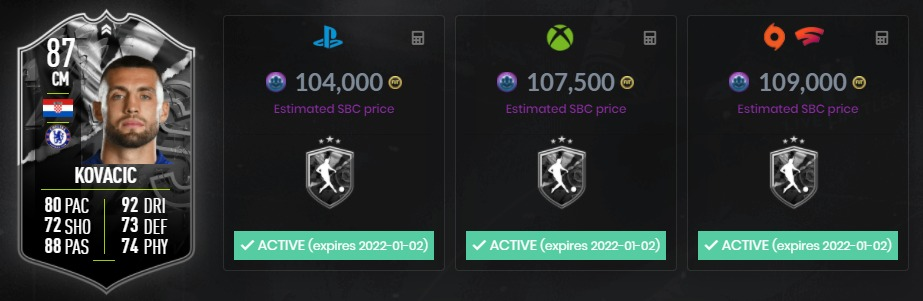 87
CM
KOVACIC
80 PAC 92 DRI
72 SHO 73 DEF
88 PAS 74 PHY
104,000
Estimated SBC price
ACTIVE (expires 2022-01-02)
107,500
Estimated SBC price
ACTIVE (expires 2022-01-02)
109,000
Estimated SBC price
ACTIVE (expires 2022-01-02)